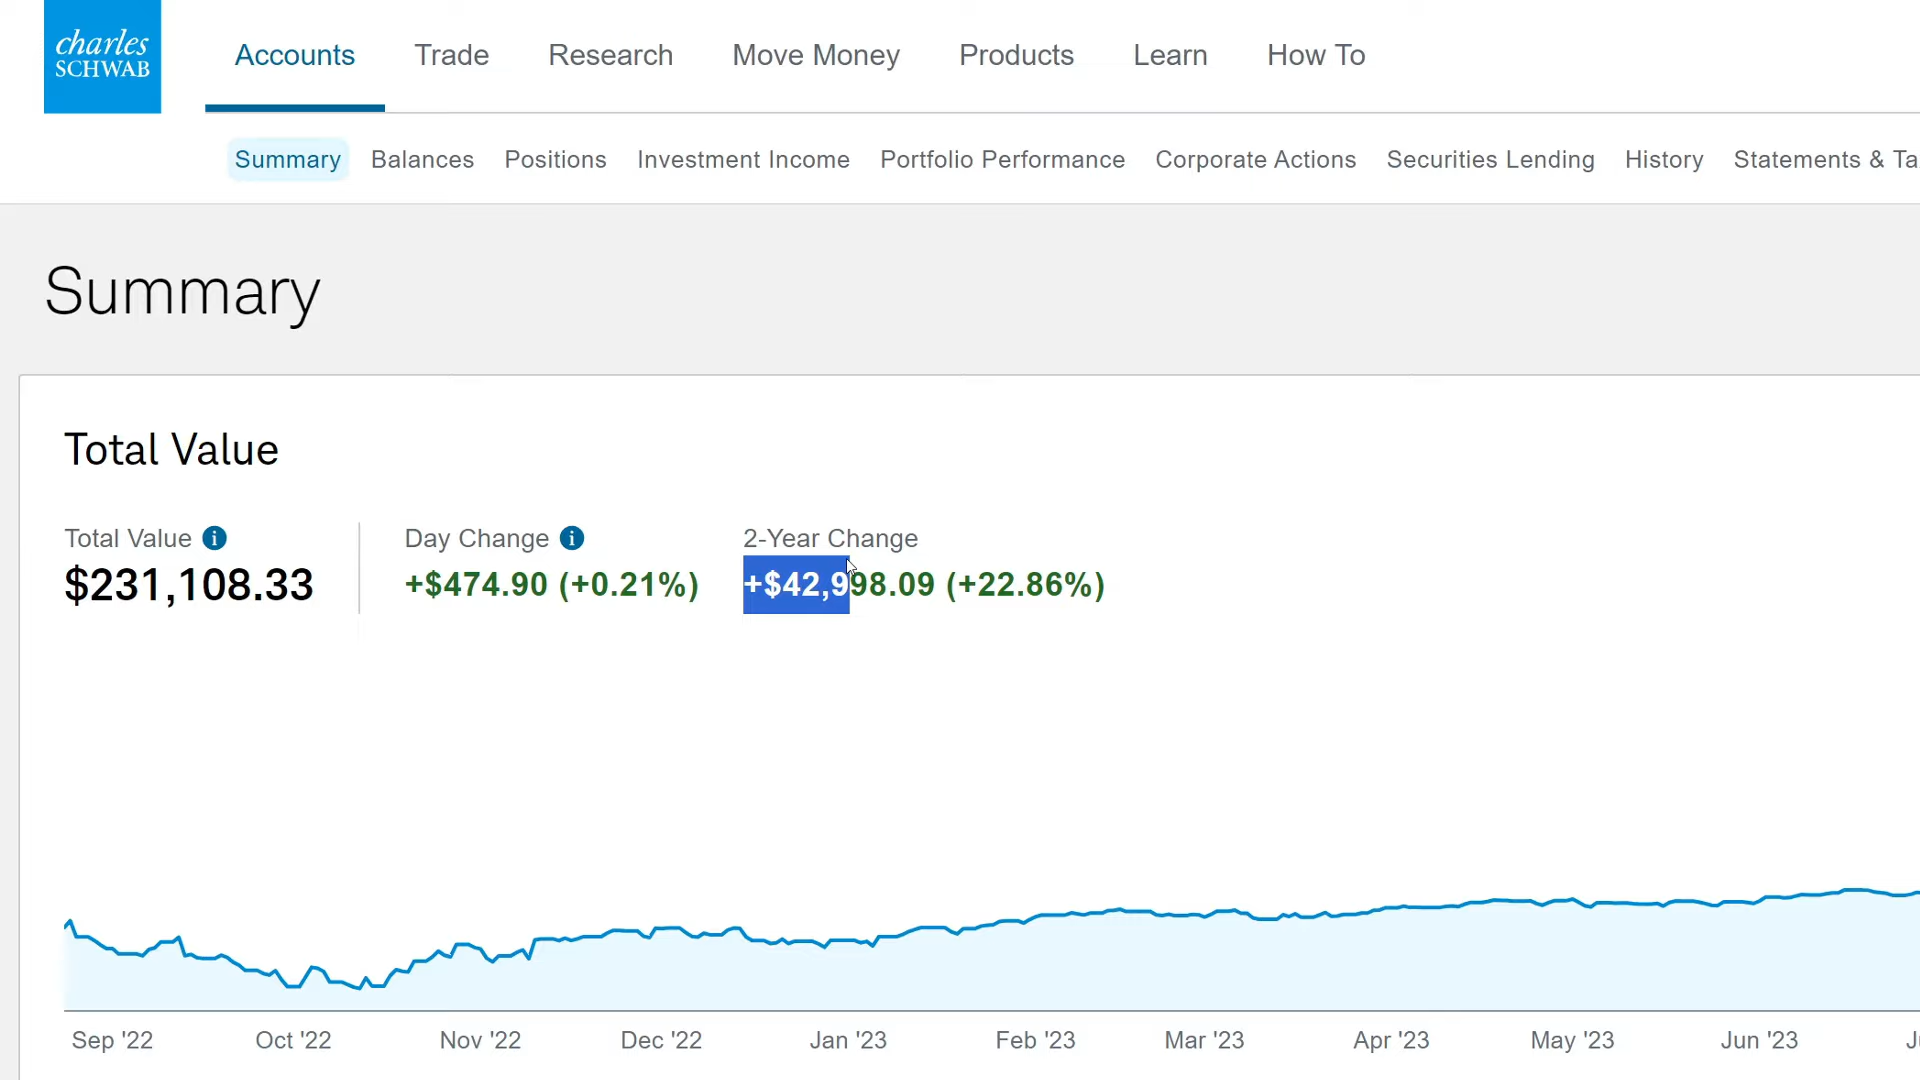 charles
SCHWAB
Accounts Trade Research Move Money Products Learn How To
Summary Balances Positions Investment Income Portfolio Performance Corporate Actions Securities Lending History Statements & Ta
Summary
Total Value
Total Value i Day Change i 2-Year Change
$231,108.33 +$474.90 (+0.21%) +$42,998.09 (+22.86%)
Sep '22 Oct '22 Nov '22 Dec '22 Jan '23 Feb '23 Mar '23 Apr '23 May '23 Jun '23 J